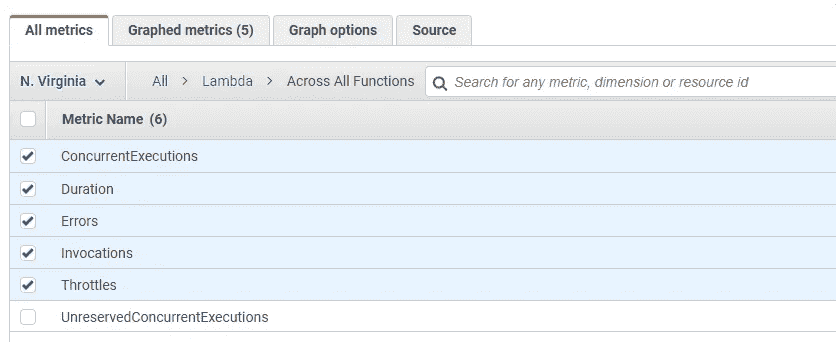 All metrics Graphed metrics (5) Graph options Source
N. Virginia All > Lambda > Across All Functions Search for any metric, dimension or resource id
Metric Name (6)
ConcurrentExecutions
Duration
Errors
Invocations
Throttles
UnreservedConcurrentExecutions